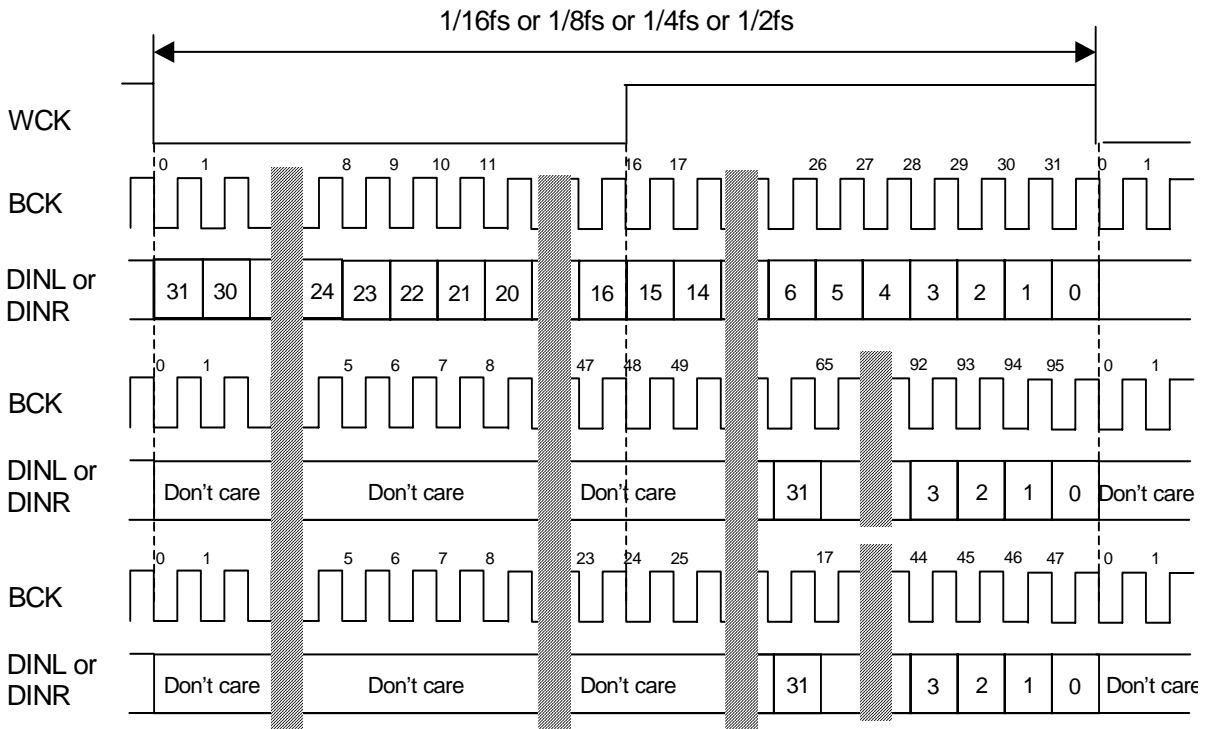 1/16fs or 1/8fs or 1/4fs or 1/2fs
WCK
0 1 8 9 10 11 16 17 26 27 28 29 30 31 0 1
BCK
DINL or
DINR
31 30 24 23 22 21 20 16 15 14 6 5 4 3 2 1 0
0 1 5 6 7 8 47 48 49 65 92 93 94 95 0 1
BCK
DINL or
DINR
Don't care Don't care Don't care 31 3 2 1 0 Don't care
0 1 5 6 7 8 23 24 25 17 44 45 46 47 0 1
BCK
DINL or
DINR
Don't care Don't care Don't care 31 3 2 1 0 Don't care